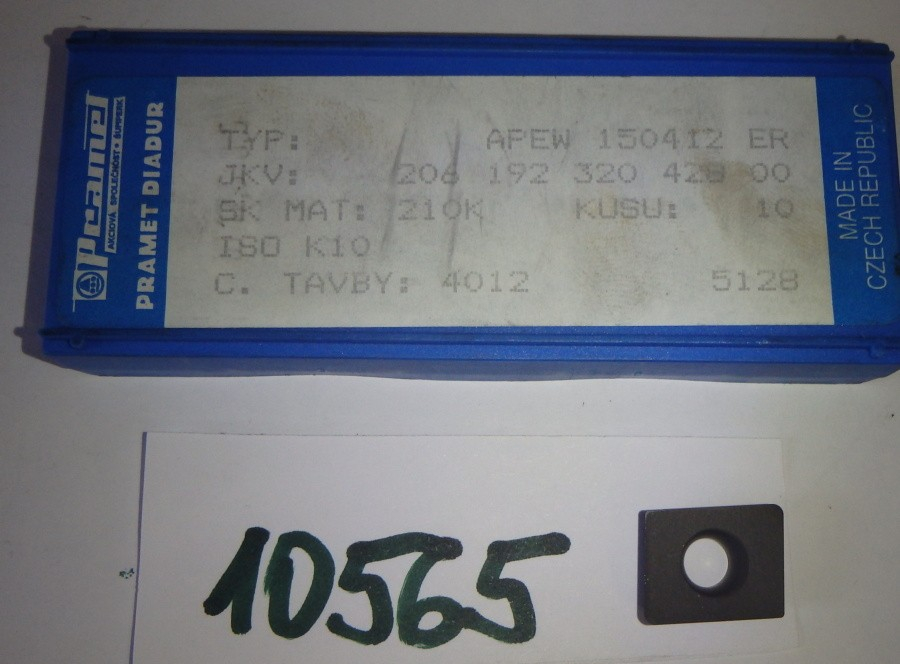 Pramet
AKCIOVÁ SPOLEČNOST • ŠUMPERK
PRAMET DIADUR
TYP: APEW 150412 ER
JKV: 206 192 320 428 00
SK MAT: 210K KUSU: 10
ISO K10
C. TAVBY: 4012 5128
MADE IN
CZECH REPUBLIC
10565